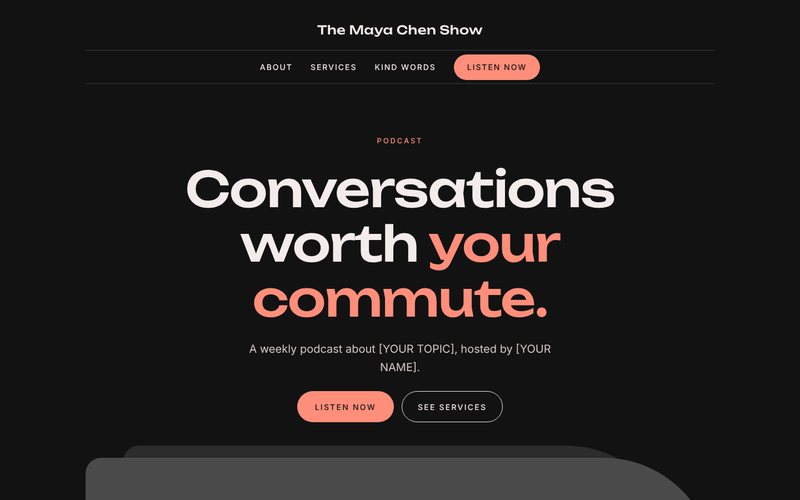 The Maya Chen Show
ABOUT SERVICES KIND WORDS LISTEN NOW
PODCAST
Conversations
worth your
commute.
A weekly podcast about [YOUR TOPIC], hosted by [YOUR
NAME].
LISTEN NOW SEE SERVICES